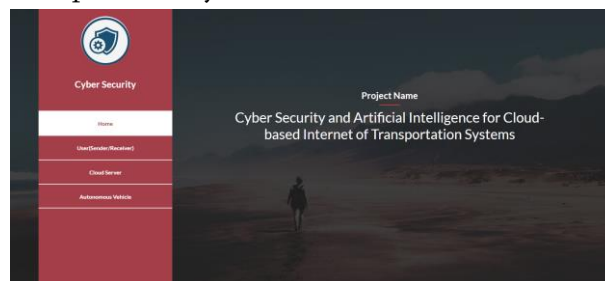 Cyber Security
Home
User(Sender/Receiver)
Cloud Server
Autonomous Vehicle
Project Name
Cyber Security and Artificial Intelligence for Cloud-
based Internet of Transportation Systems